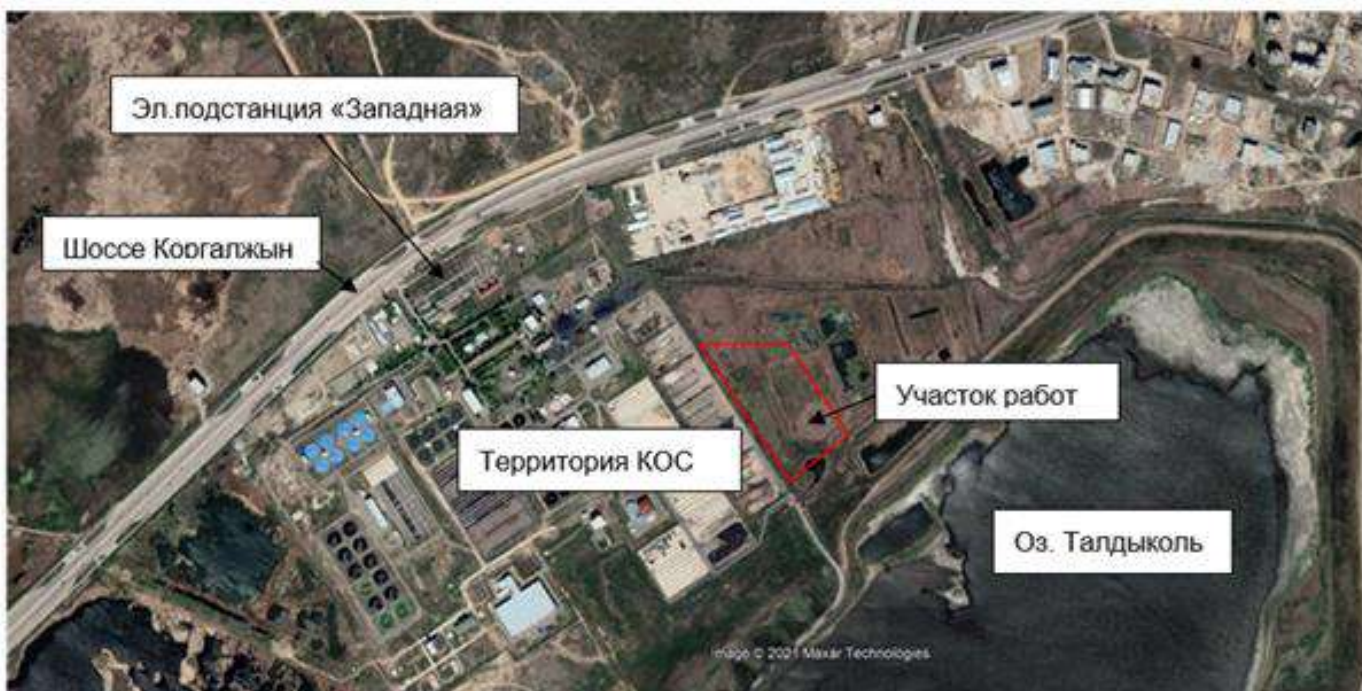 Эл.подстанция «Западная»
Шоссе Коргалжын
Участок работ
Территория КОС
Оз. Талдыколь
Image © 2021 Maxar Technologies